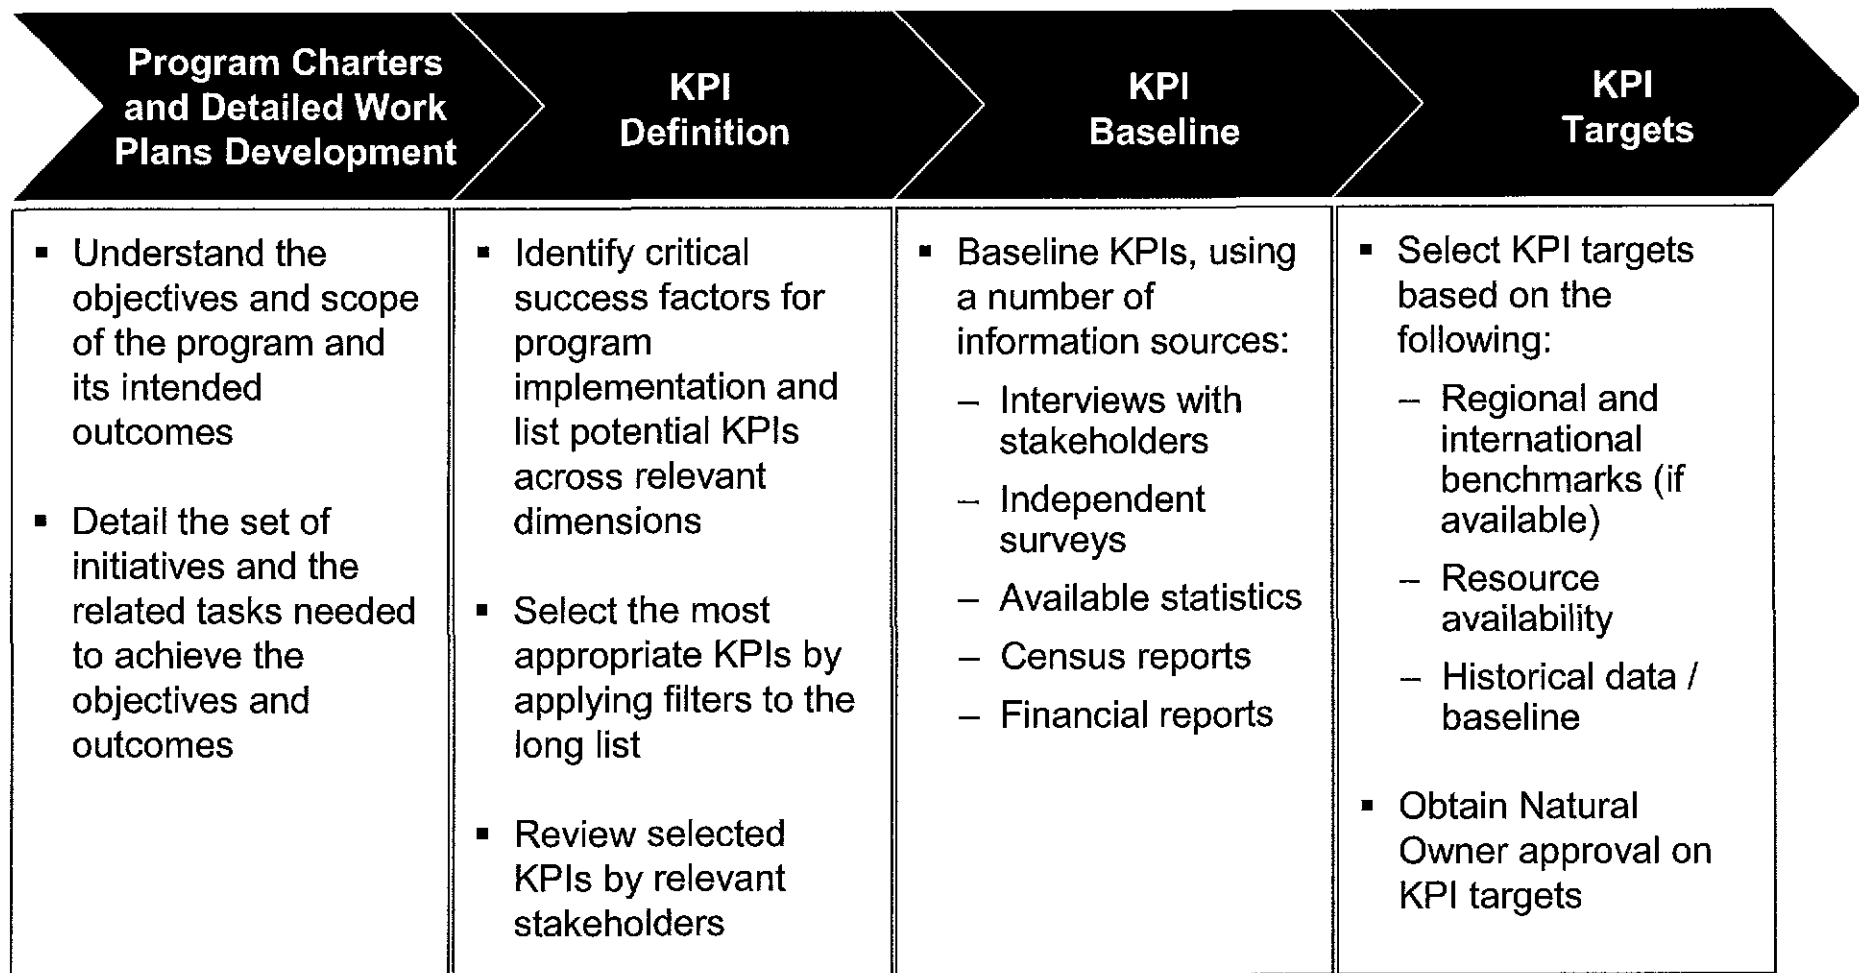 Program Charters
and Detailed Work
Plans Development
KPI
Definition
KPI
Baseline
KPI
Targets
▪ Understand the
objectives and scope
of the program and
its intended
outcomes
▪ Detail the set of
initiatives and the
related tasks needed
to achieve the
objectives and
outcomes
▪ Identify critical
success factors for
program
implementation and
list potential KPIs
across relevant
dimensions
▪ Select the most
appropriate KPIs by
applying filters to the
long list
▪ Review selected
KPIs by relevant
stakeholders
▪ Baseline KPIs, using
a number of
information sources:
– Interviews with
stakeholders
– Independent
surveys
– Available statistics
– Census reports
– Financial reports
▪ Select KPI targets
based on the
following:
– Regional and
international
benchmarks (if
available)
– Resource
availability
– Historical data /
baseline
▪ Obtain Natural
Owner approval on
KPI targets